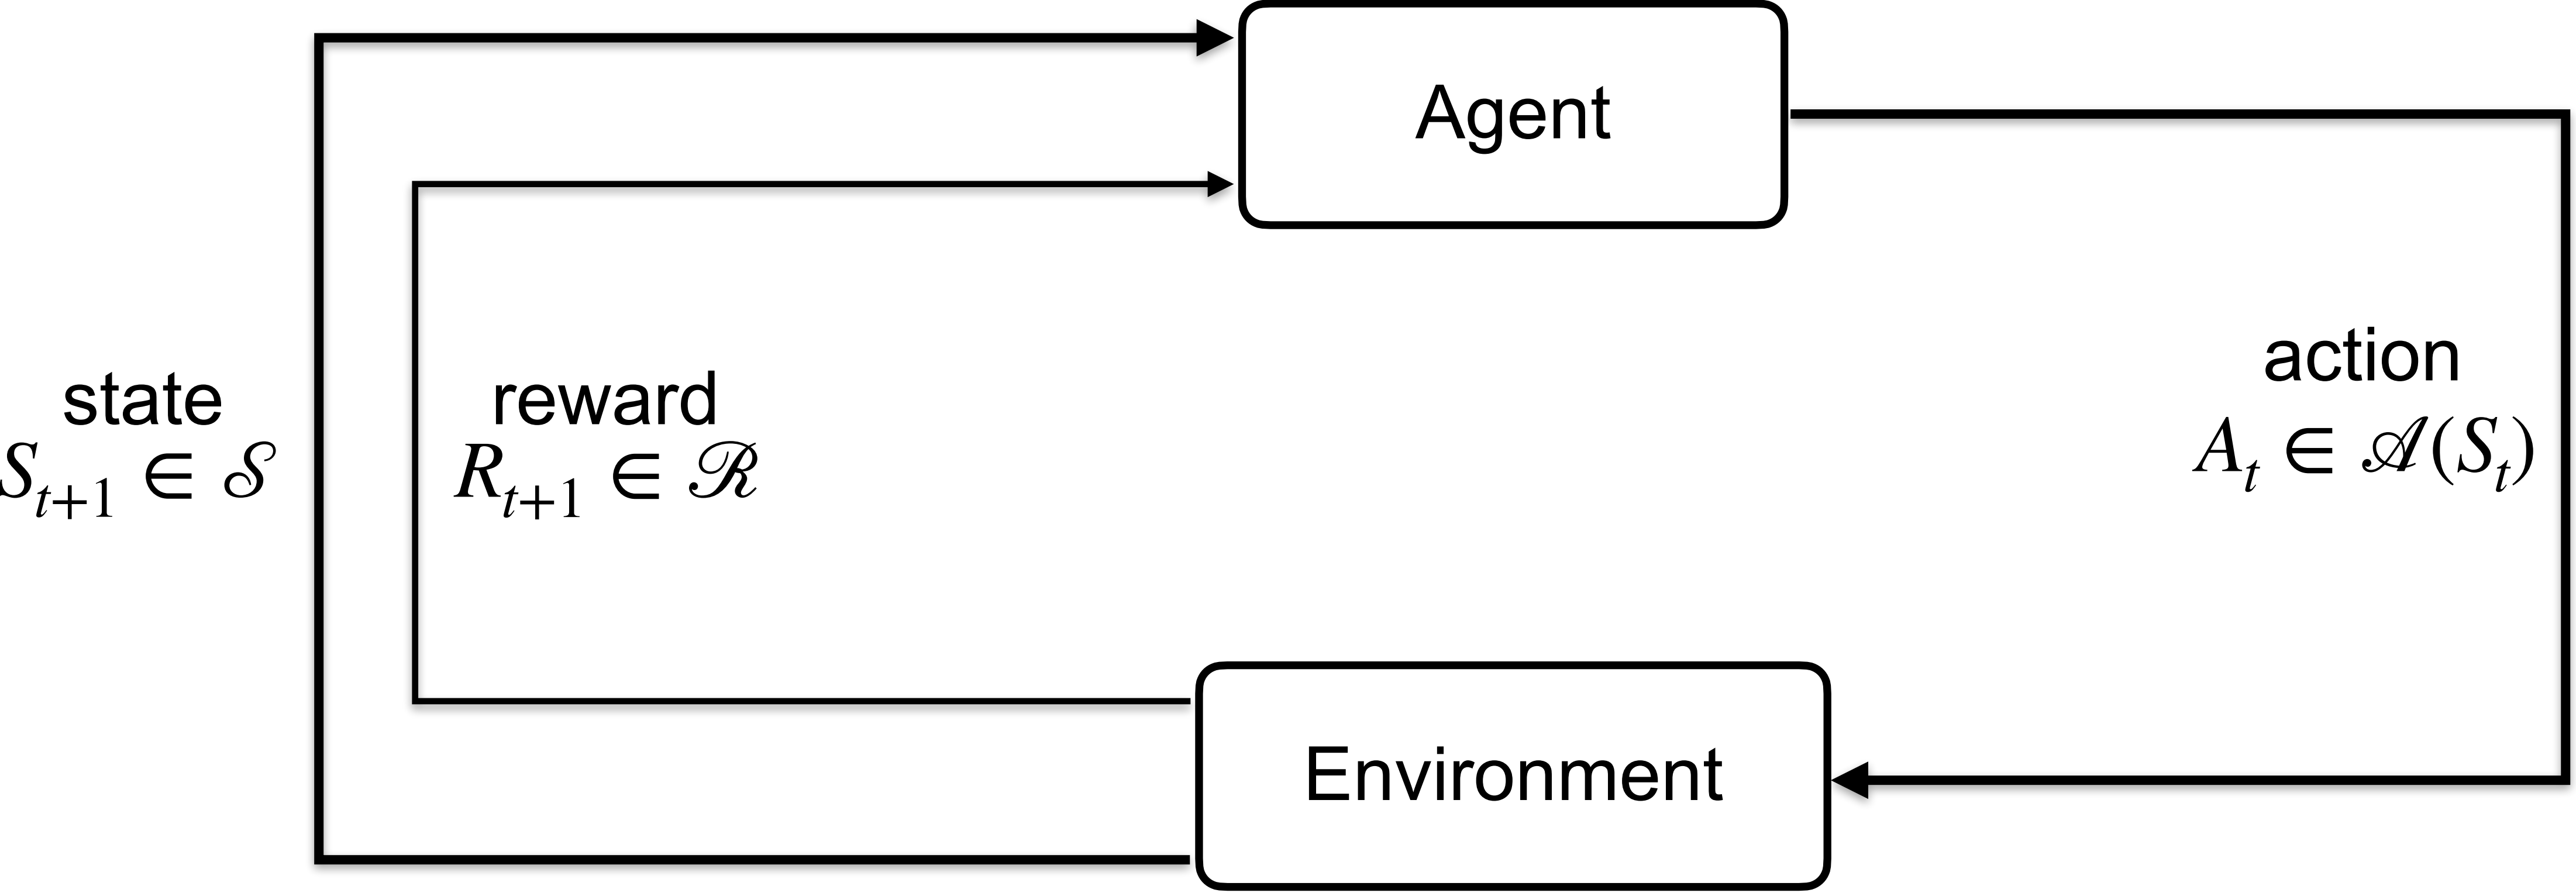 Agent
state
S_{t+1} ∈ 𝒮
reward
R_{t+1} ∈ ℛ
action
A_t ∈ 𝒜(S_t)
Environment